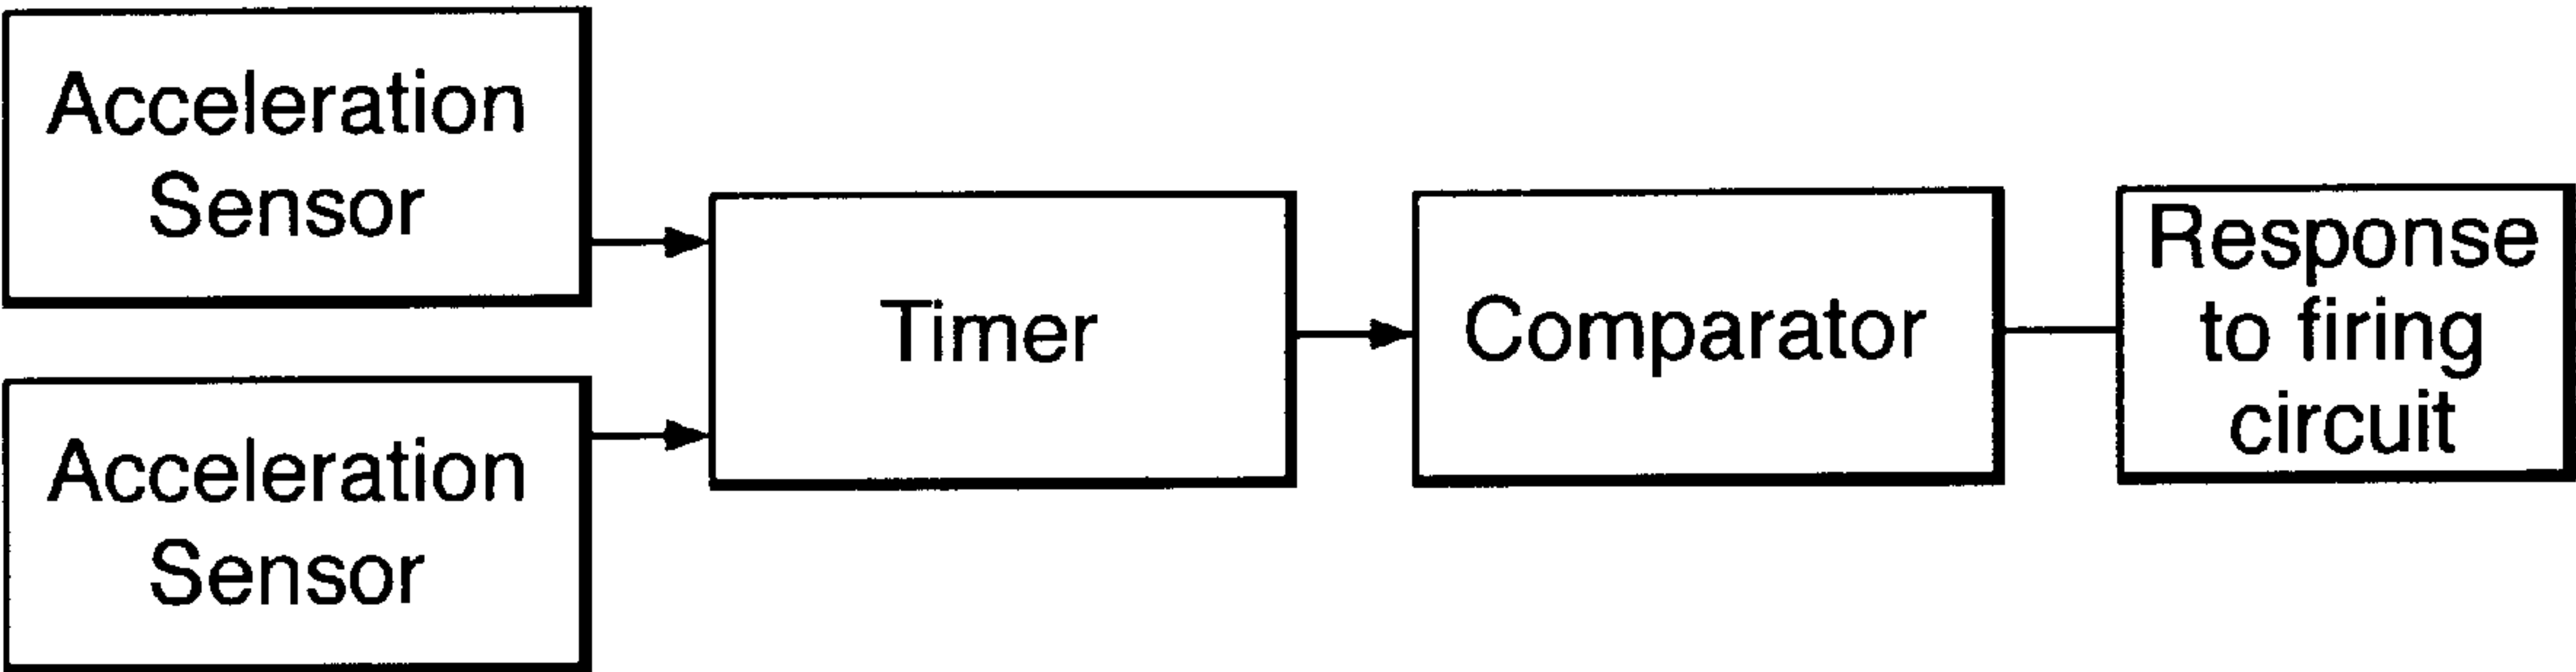 Acceleration
Sensor
Acceleration
Sensor
Timer
Comparator
Response
to firing
circuit